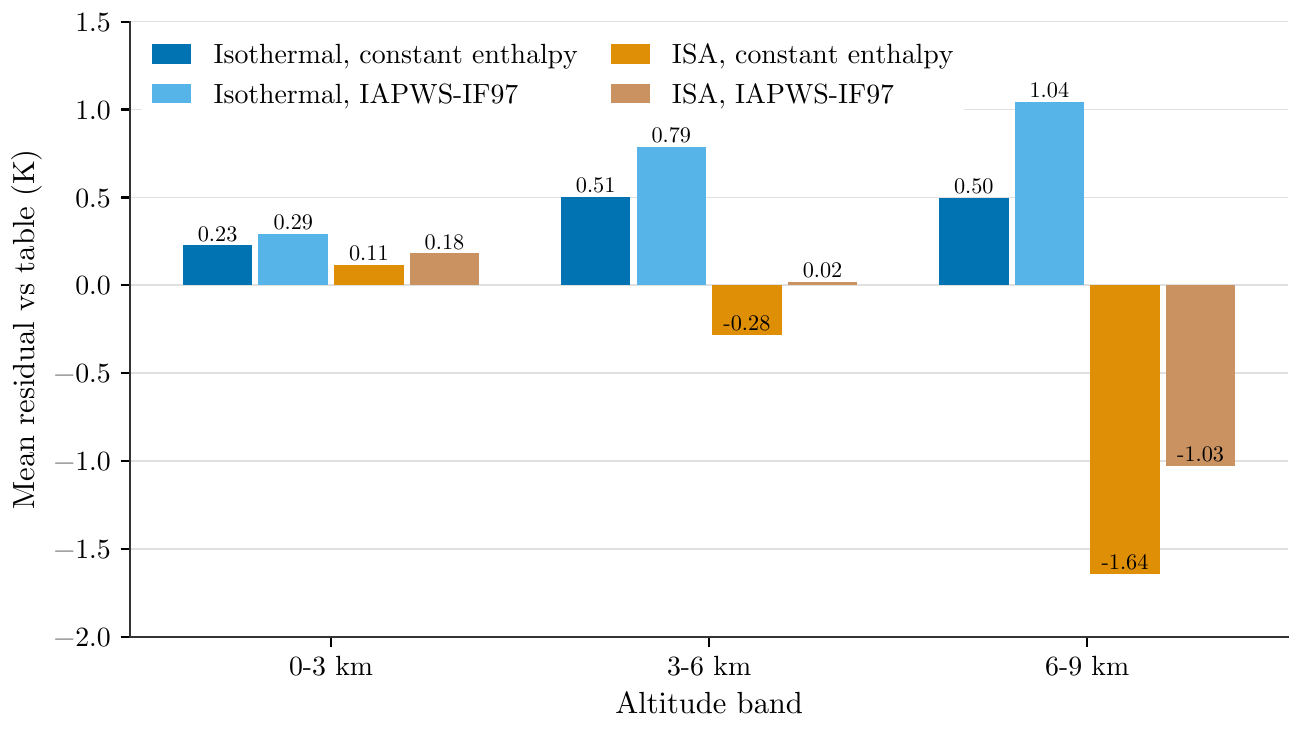 1.5
1.0
0.5
0.0
−0.5
−1.0
−1.5
−2.0
Mean residual vs table (K)
Isothermal, constant enthalpy
Isothermal, IAPWS-IF97
ISA, constant enthalpy
ISA, IAPWS-IF97
0.23
0.29
0.11
0.18
0.51
0.79
-0.28
0.02
0.50
1.04
-1.64
-1.03
0-3 km
3-6 km
6-9 km
Altitude band